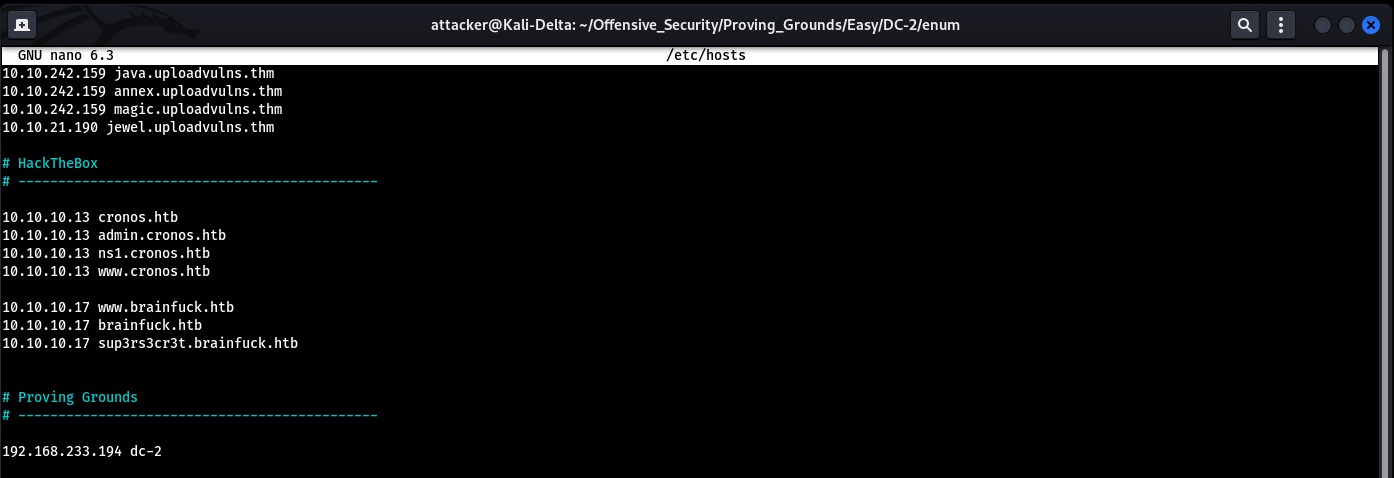 attacker@Kali-Delta: ~/Offensive_Security/Proving_Grounds/Easy/DC-2/enum
GNU nano 6.3 /etc/hosts
10.10.242.159 java.uploadvulns.thm
10.10.242.159 annex.uploadvulns.thm
10.10.242.159 magic.uploadvulns.thm
10.10.21.190 jewel.uploadvulns.thm
# HackTheBox
# ---------------------------------------------
10.10.10.13 cronos.htb
10.10.10.13 admin.cronos.htb
10.10.10.13 ns1.cronos.htb
10.10.10.13 www.cronos.htb
10.10.10.17 www.brainfuck.htb
10.10.10.17 brainfuck.htb
10.10.10.17 sup3rs3cr3t.brainfuck.htb
# Proving Grounds
# ---------------------------------------------
192.168.233.194 dc-2